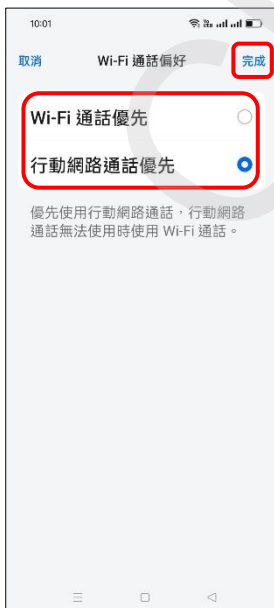 10:01
取消 Wi-Fi 通話偏好 完成
Wi-Fi 通話優先
行動網路通話優先
優先使用行動網路通話，行動網路
通話無法使用時使用 Wi-Fi 通話。